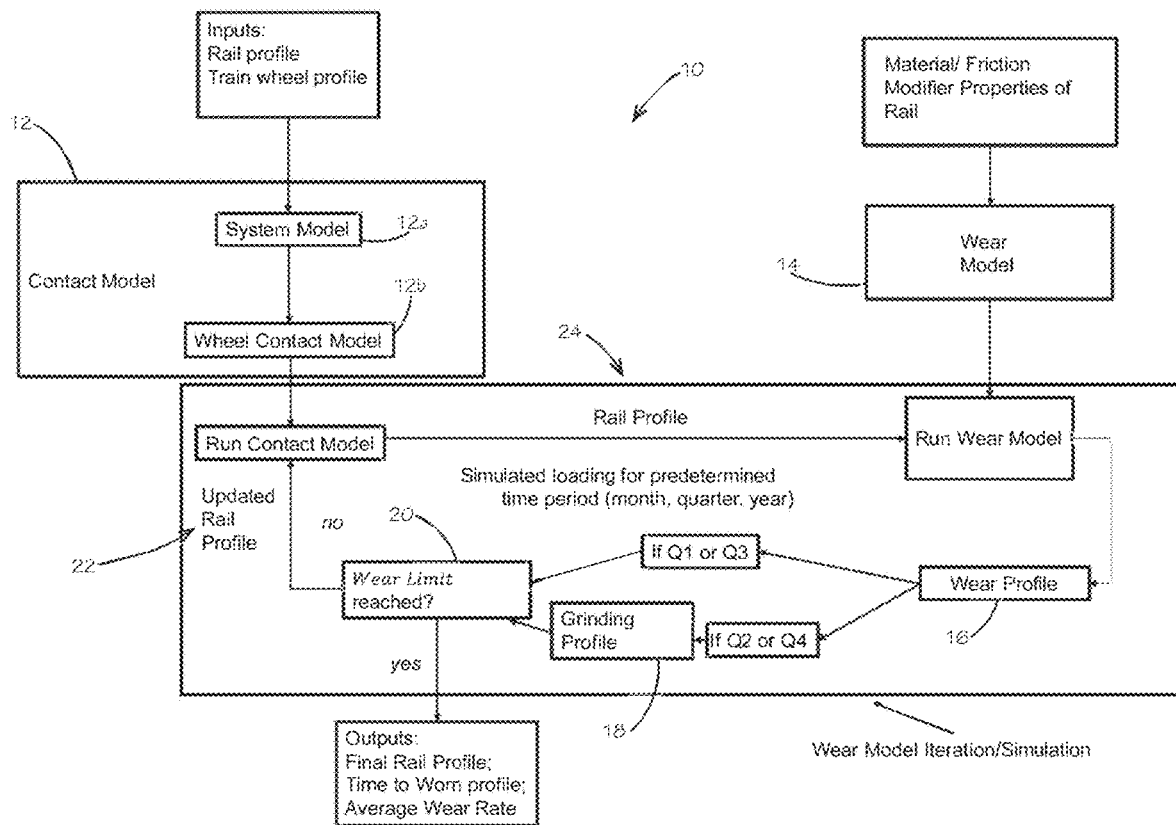 Inputs:
Rail profile
Train wheel profile
10
Material/ Friction
Modifier Properties of
Rail
12
System Model
12a
Contact Model
12b
Wheel Contact Model
Wear
Model
14
24
Rail Profile
Run Contact Model
Run Wear Model
Simulated loading for predetermined
time period (month, quarter, year)
Updated
Rail
Profile
22
no
20
If Q1 or Q3
Wear Limit
reached?
Wear Profile
16
Grinding
Profile
If Q2 or Q4
18
yes
Outputs:
Final Rail Profile;
Time to Worn profile;
Average Wear Rate
Wear Model Iteration/Simulation